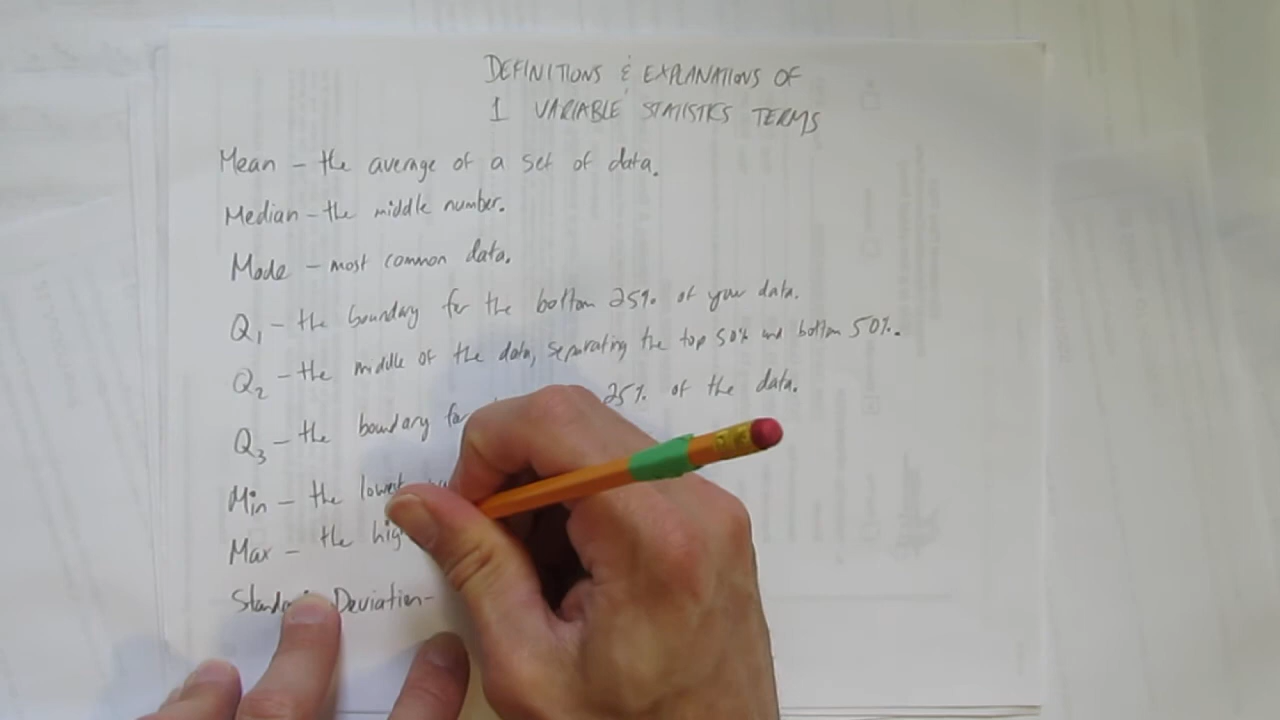 DEFINITIONS & EXPLANATIONS OF
1 VARIABLE STATISTICS TERMS
Mean - the average of a set of data.
Median - the middle number.
Mode - most common data.
Q1 - the boundary for the bottom 25% of your data.
Q2 - the middle of the data, separating the top 50% and bottom 50%.
Q3 - the boundary for 25% of the data.
Min - the lowest
Max - the
Deviation-